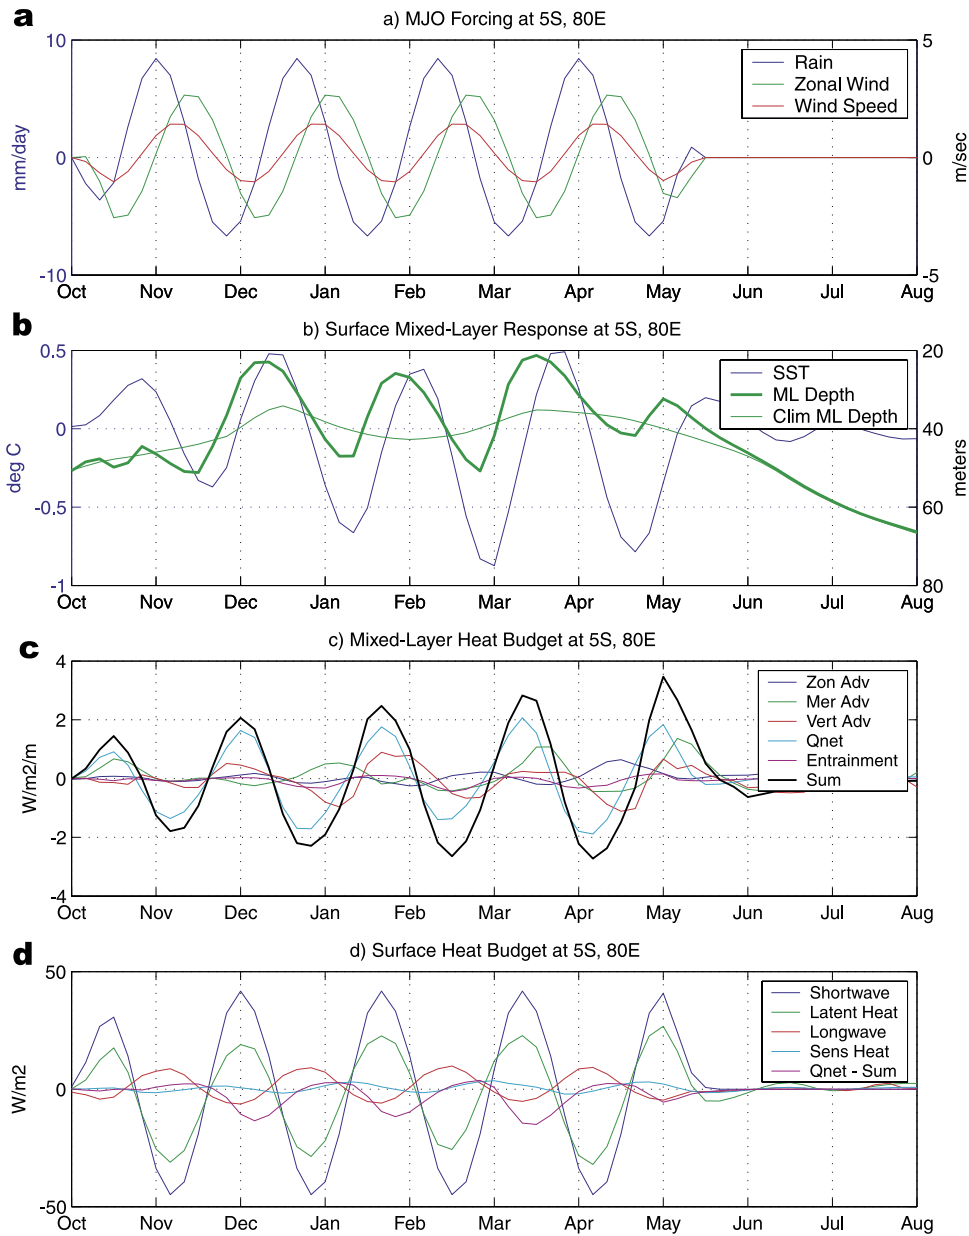 a
a) MJO Forcing at 5S, 80E
10
5
Rain
Zonal Wind
Wind Speed
mm/day
0
0
m/sec
-10
-5
Oct Nov Dec Jan Feb Mar Apr May Jun Jul Aug
b
b) Surface Mixed-Layer Response at 5S, 80E
0.5
20
SST
ML Depth
Clim ML Depth
0
40
deg C
meters
-0.5
60
-1
80
Oct Nov Dec Jan Feb Mar Apr May Jun Jul Aug
c
c) Mixed-Layer Heat Budget at 5S, 80E
4
Zon Adv
Mer Adv
Vert Adv
Qnet
Entrainment
Sum
2
W/m2/m
0
-2
-4
Oct Nov Dec Jan Feb Mar Apr May Jun Jul Aug
d
d) Surface Heat Budget at 5S, 80E
50
Shortwave
Latent Heat
Longwave
Sens Heat
Qnet - Sum
W/m2
0
-50
Oct Nov Dec Jan Feb Mar Apr May Jun Jul Aug